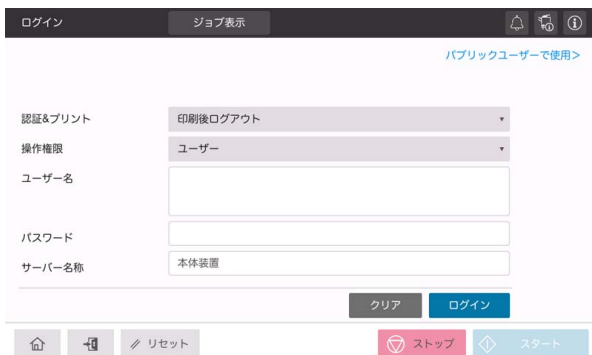 ログイン
ジョブ表示
パブリックユーザーで使用>
認証&プリント
印刷後ログアウト
操作権限
ユーザー
ユーザー名
パスワード
サーバー名称
本体装置
クリア
ログイン
リセット
ストップ
スタート